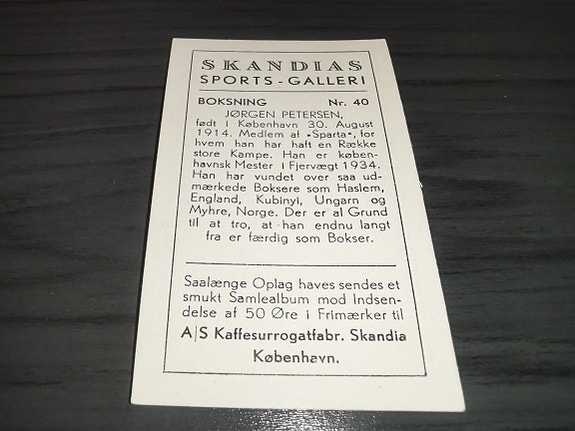 SKANDIAS
SPORTS-GALLERI
BOKSNING Nr. 40
JØRGEN PETERSEN,
født i København 30. August
1914. Medlem af •Sparta•, for
hvem han har haft en Række
store Kampe. Han er køben-
havnsk Mester i Fjervægt 1934.
Han har vundet over saa ud-
mærkede Boksere som Haslem,
England, Kubinyi, Ungarn og
Myhre, Norge. Der er al Grund
til at tro, at han endnu langt
fra er færdig som Bokser.
Saalænge Oplag haves sendes et
smukt Samlealbum mod Indsen-
delse af 50 Øre i Frimærker til
A|S Kaffesurrogatfabr. Skandia
København.